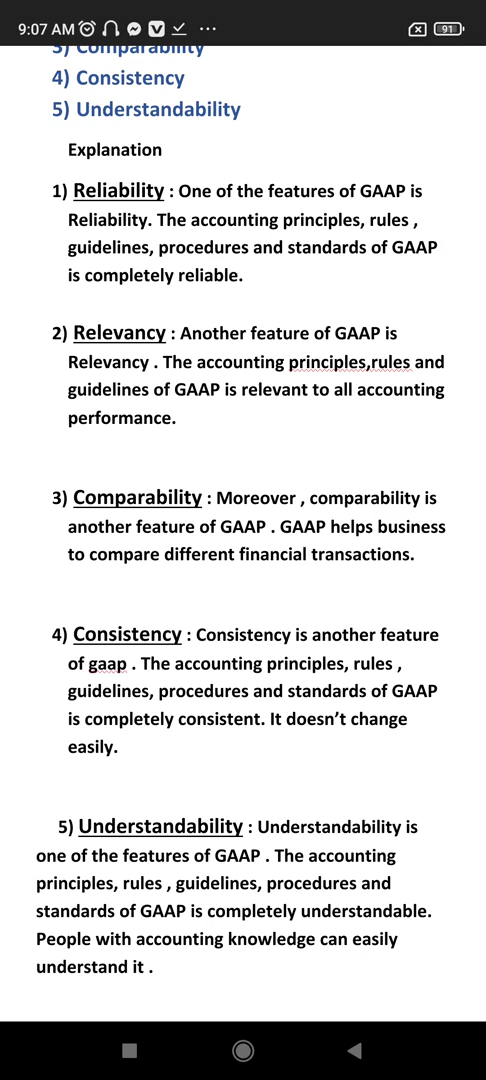 9:07 AM
91
3) Comparability
4) Consistency
5) Understandability
Explanation
1) Reliability : One of the features of GAAP is
Reliability. The accounting principles, rules ,
guidelines, procedures and standards of GAAP
is completely reliable.
2) Relevancy : Another feature of GAAP is
Relevancy . The accounting principles,rules and
guidelines of GAAP is relevant to all accounting
performance.
3) Comparability : Moreover , comparability is
another feature of GAAP . GAAP helps business
to compare different financial transactions.
4) Consistency : Consistency is another feature
of gaap . The accounting principles, rules ,
guidelines, procedures and standards of GAAP
is completely consistent. It doesn’t change
easily.
5) Understandability : Understandability is
one of the features of GAAP . The accounting
principles, rules , guidelines, procedures and
standards of GAAP is completely understandable.
People with accounting knowledge can easily
understand it .